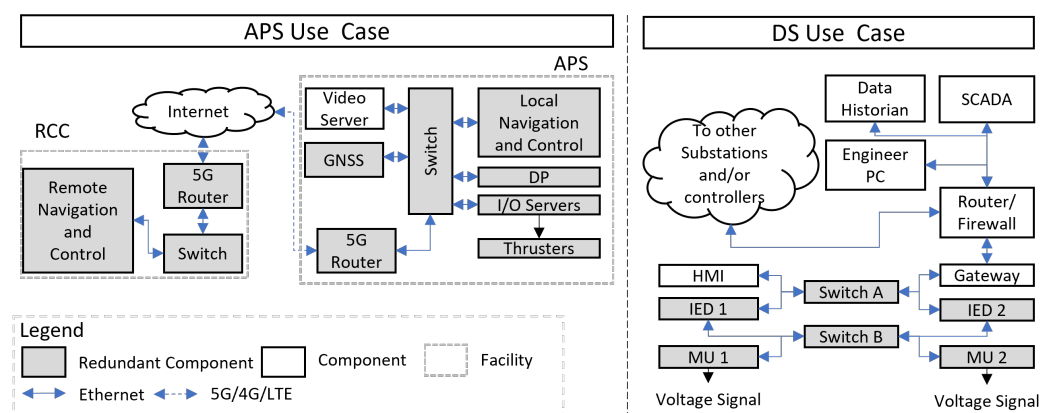 APS Use Case
APS
Internet
RCC
Remote
Navigation
and
Control
5G
Router
Switch
Video
Server
GNSS
Switch
Local
Navigation
and Control
DP
I/O Servers
Thrusters
5G
Router
Legend
Redundant Component
Component
Facility
Ethernet
5G/4G/LTE
DS Use Case
Data
Historian
SCADA
To other
Substations
and/or
controllers
Engineer
PC
Router/
Firewall
HMI
Gateway
Switch A
IED 1
IED 2
Switch B
MU 1
MU 2
Voltage Signal
Voltage Signal